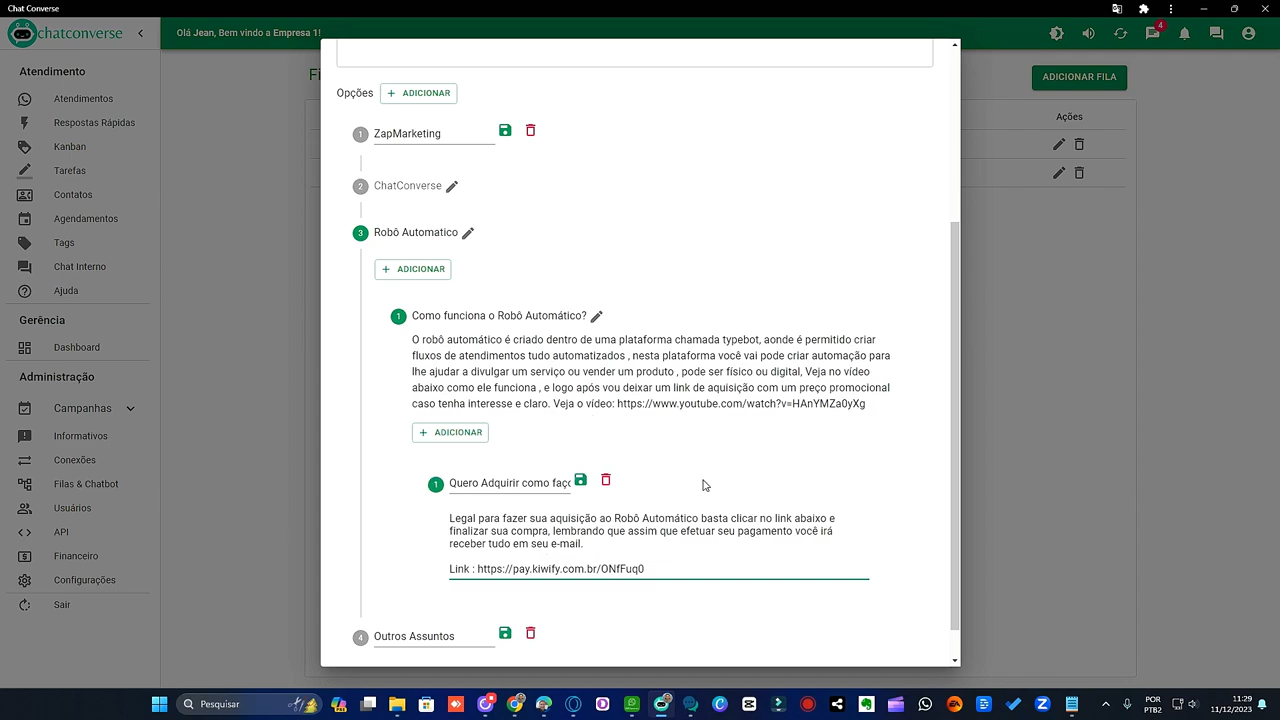 Chat Converse
chatconverse
Olá Jean, Bem vindo a Empresa 1!
4
Fi
ADICIONAR FILA
Ações
Atendimento
Atendimentos
Respostas Rápidas
Kanban
Tarefas
Contatos
Agendamentos
Tags
Chat Interno
Ajuda
Gerência
Dashboard
Administração
Campanhas
Informativos
Conexões
Filas & Chatbot
Usuários
API
Financeiro
Configurações
Sair
Opções
+ ADICIONAR
1 ZapMarketing
2 ChatConverse
3 Robô Automatico
+ ADICIONAR
1 Como funciona o Robô Automático?
O robô automático é criado dentro de uma plataforma chamada typebot, aonde é permitido criar
fluxos de atendimentos tudo automatizados , nesta plataforma você vai pode criar automação para
lhe ajudar a divulgar um serviço ou vender um produto , pode ser físico ou digital, Veja no vídeo
abaixo como ele funciona , e logo após vou deixar um link de aquisição com um preço promocional
caso tenha interesse e claro. Veja o vídeo: https://www.youtube.com/watch?v=HAnYMZa0yXg
+ ADICIONAR
1 Quero Adquirir como faço
Legal para fazer sua aquisição ao Robô Automático basta clicar no link abaixo e
finalizar sua compra, lembrando que assim que efetuar seu pagamento você irá
receber tudo em seu e-mail.
Link : https://pay.kiwify.com.br/ONfFuq0
4 Outros Assuntos
Pesquisar
POR
PTB2
11:29
11/12/2023